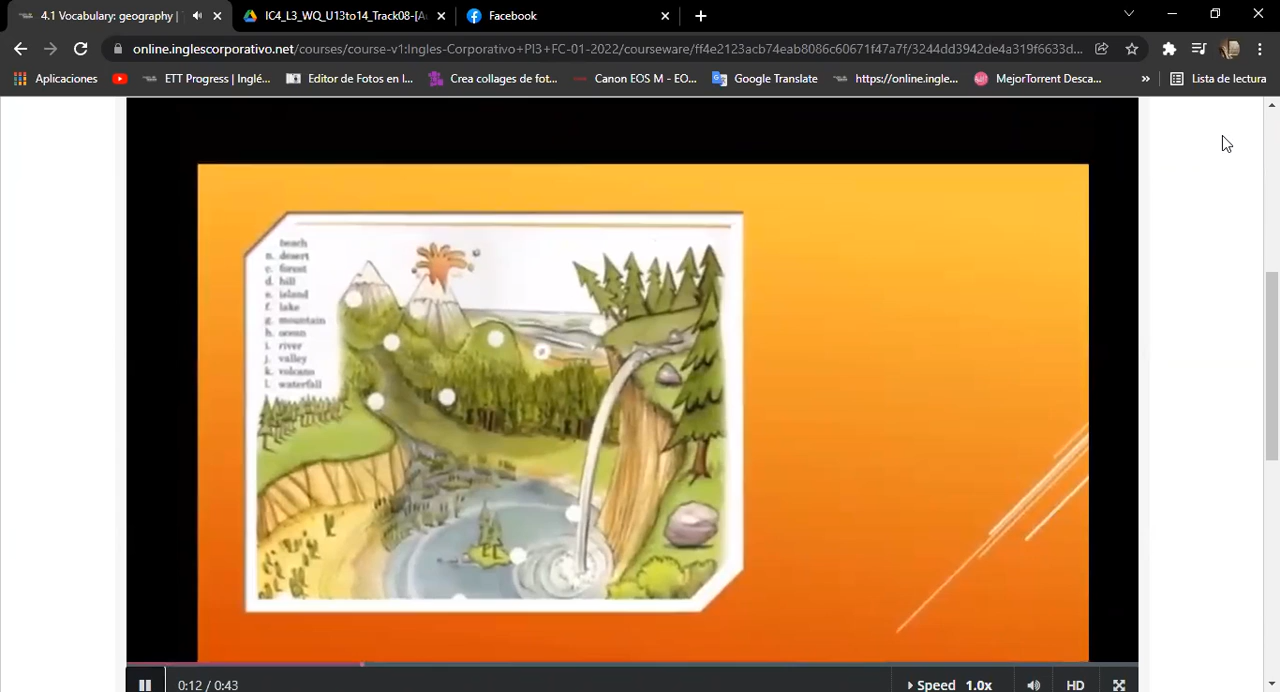 4.1 Vocabulary: geography |
IC4_L3_WQ_U13to14_Track08-[A
Facebook
online.inglescorporativo.net/courses/course-v1:Ingles-Corporativo+PI3+FC-01-2022/courseware/ff4e2123acb74eab8086c60671f47a7f/3244dd3942de4a319f6633d...
Aplicaciones
ETT Progress | Inglé...
Editor de Fotos en l...
Crea collages de fot...
Canon EOS M - EO...
Google Translate
https://online.ingle...
MejorTorrent Desca...
»
Lista de lectura
beach
n. desert
c. forest
d. hill
e. island
f. lake
g. mountain
h. ocean
i. river
j. valley
k. volcano
l. waterfall
0:12 / 0:43
Speed 1.0x
HD